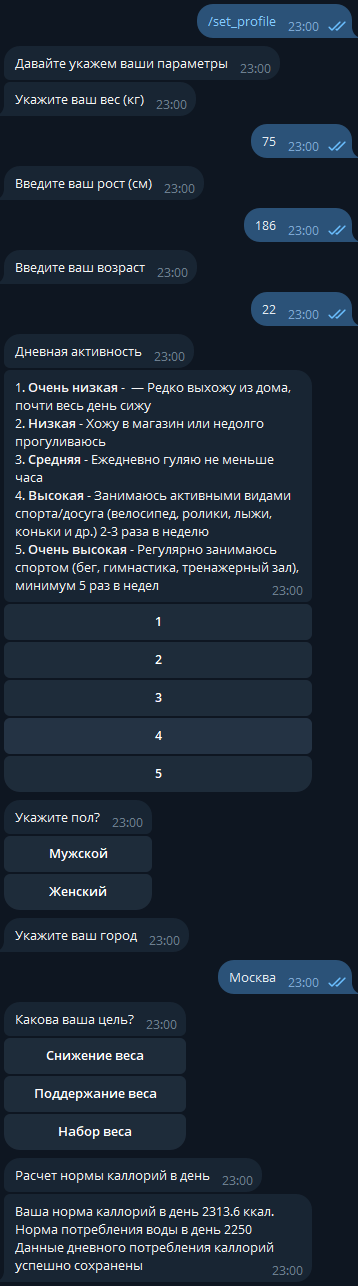 /set_profile 23:00
Давайте укажем ваши параметры 23:00
Укажите ваш вес (кг) 23:00
75 23:00
Введите ваш рост (см) 23:00
186 23:00
Введите ваш возраст 23:00
22 23:00
Дневная активность 23:00
1. Очень низкая - — Редко выхожу из дома,
почти весь день сижу
2. Низкая - Хожу в магазин или недолго
прогуливаюсь
3. Средняя - Ежедневно гуляю не меньше
часа
4. Высокая - Занимаюсь активными видами
спорта/досуга (велосипед, ролики, лыжи,
коньки и др.) 2-3 раза в неделю
5. Очень высокая - Регулярно занимаюсь
спортом (бег, гимнастика, тренажерный зал),
минимум 5 раз в недел 23:00
1
2
3
4
5
Укажите пол? 23:00
Мужской
Женский
Укажите ваш город 23:00
Москва 23:00
Какова ваша цель? 23:00
Снижение веса
Поддержание веса
Набор веса
Расчет нормы каллорий в день 23:00
Ваша норма каллорий в день 2313.6 ккал.
Норма потребления воды в день 2250
Данные дневного потребления каллорий
успешно сохранены 23:00